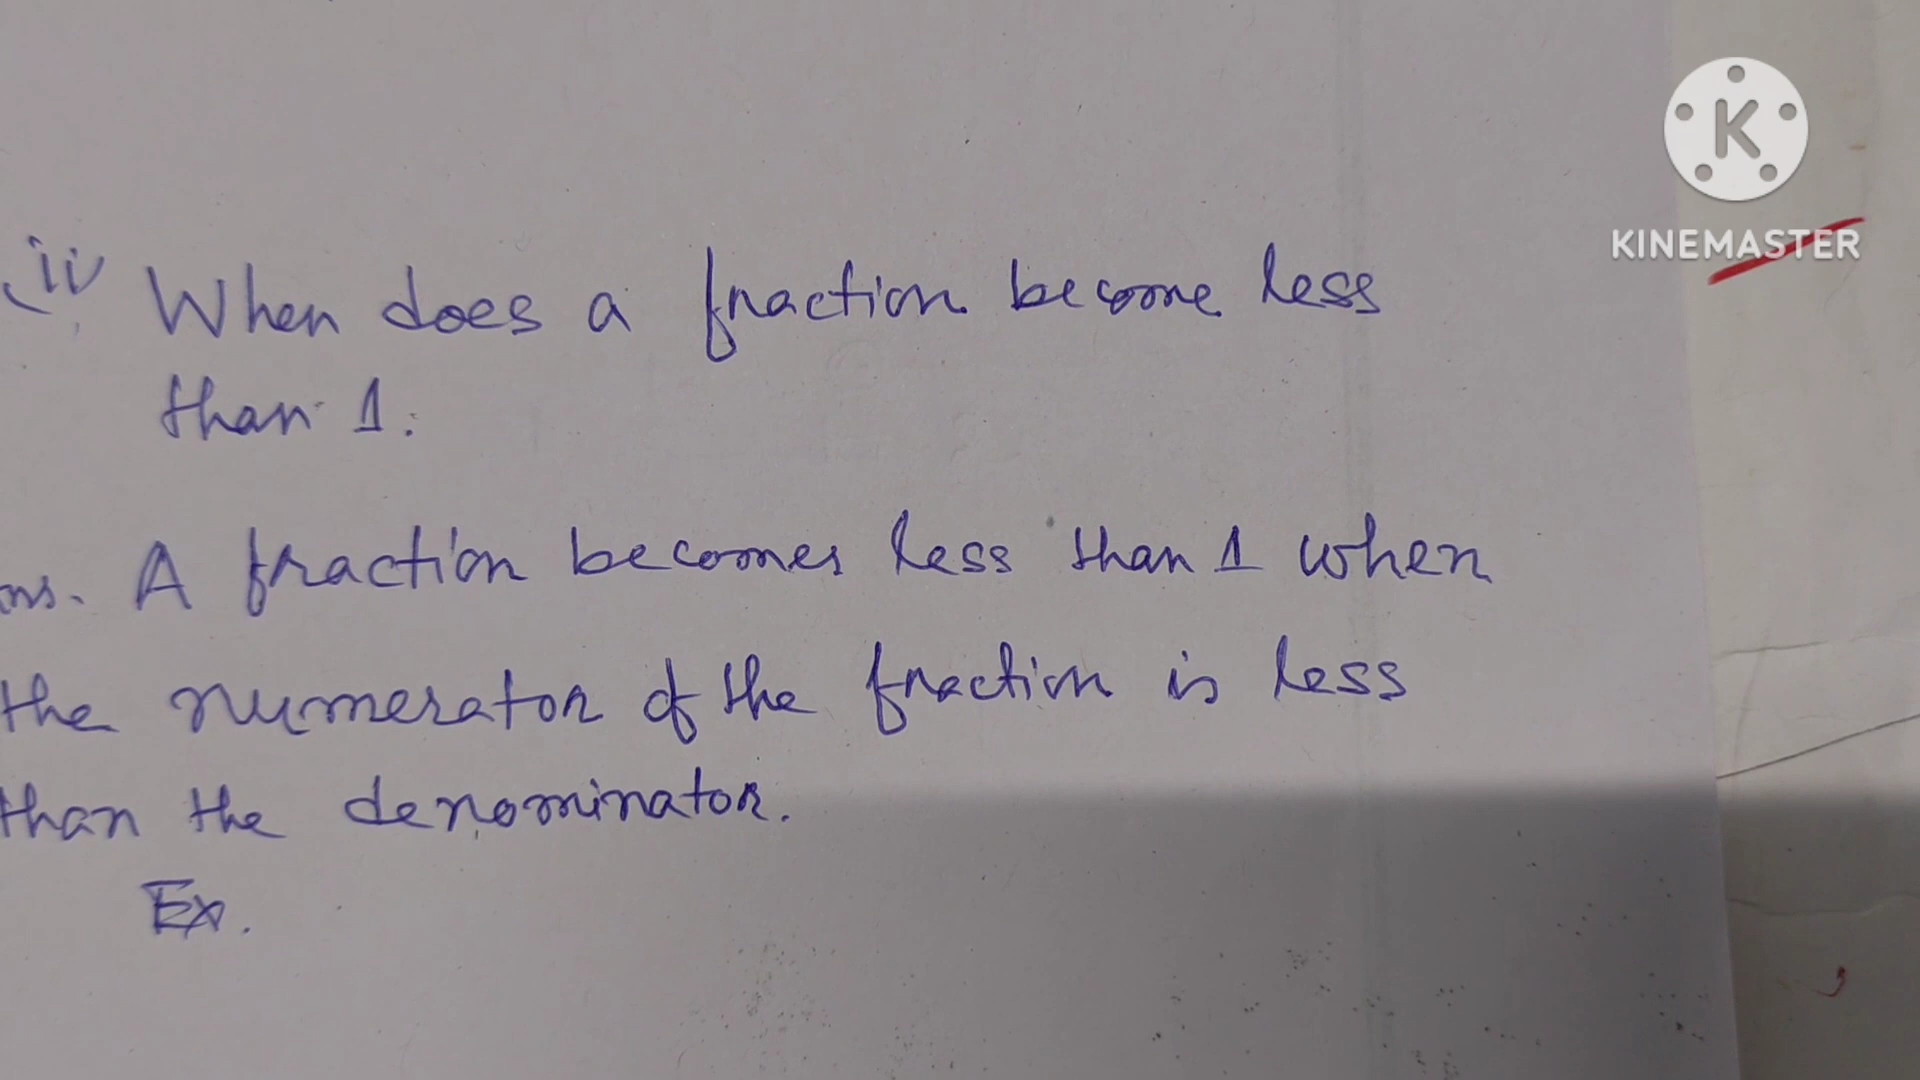 ii When does a fraction become less
than 1.
ns. A fraction becomes less than 1 when
the numerator of the fraction is less
than the denominator.
Ex.
K
KINEMASTER